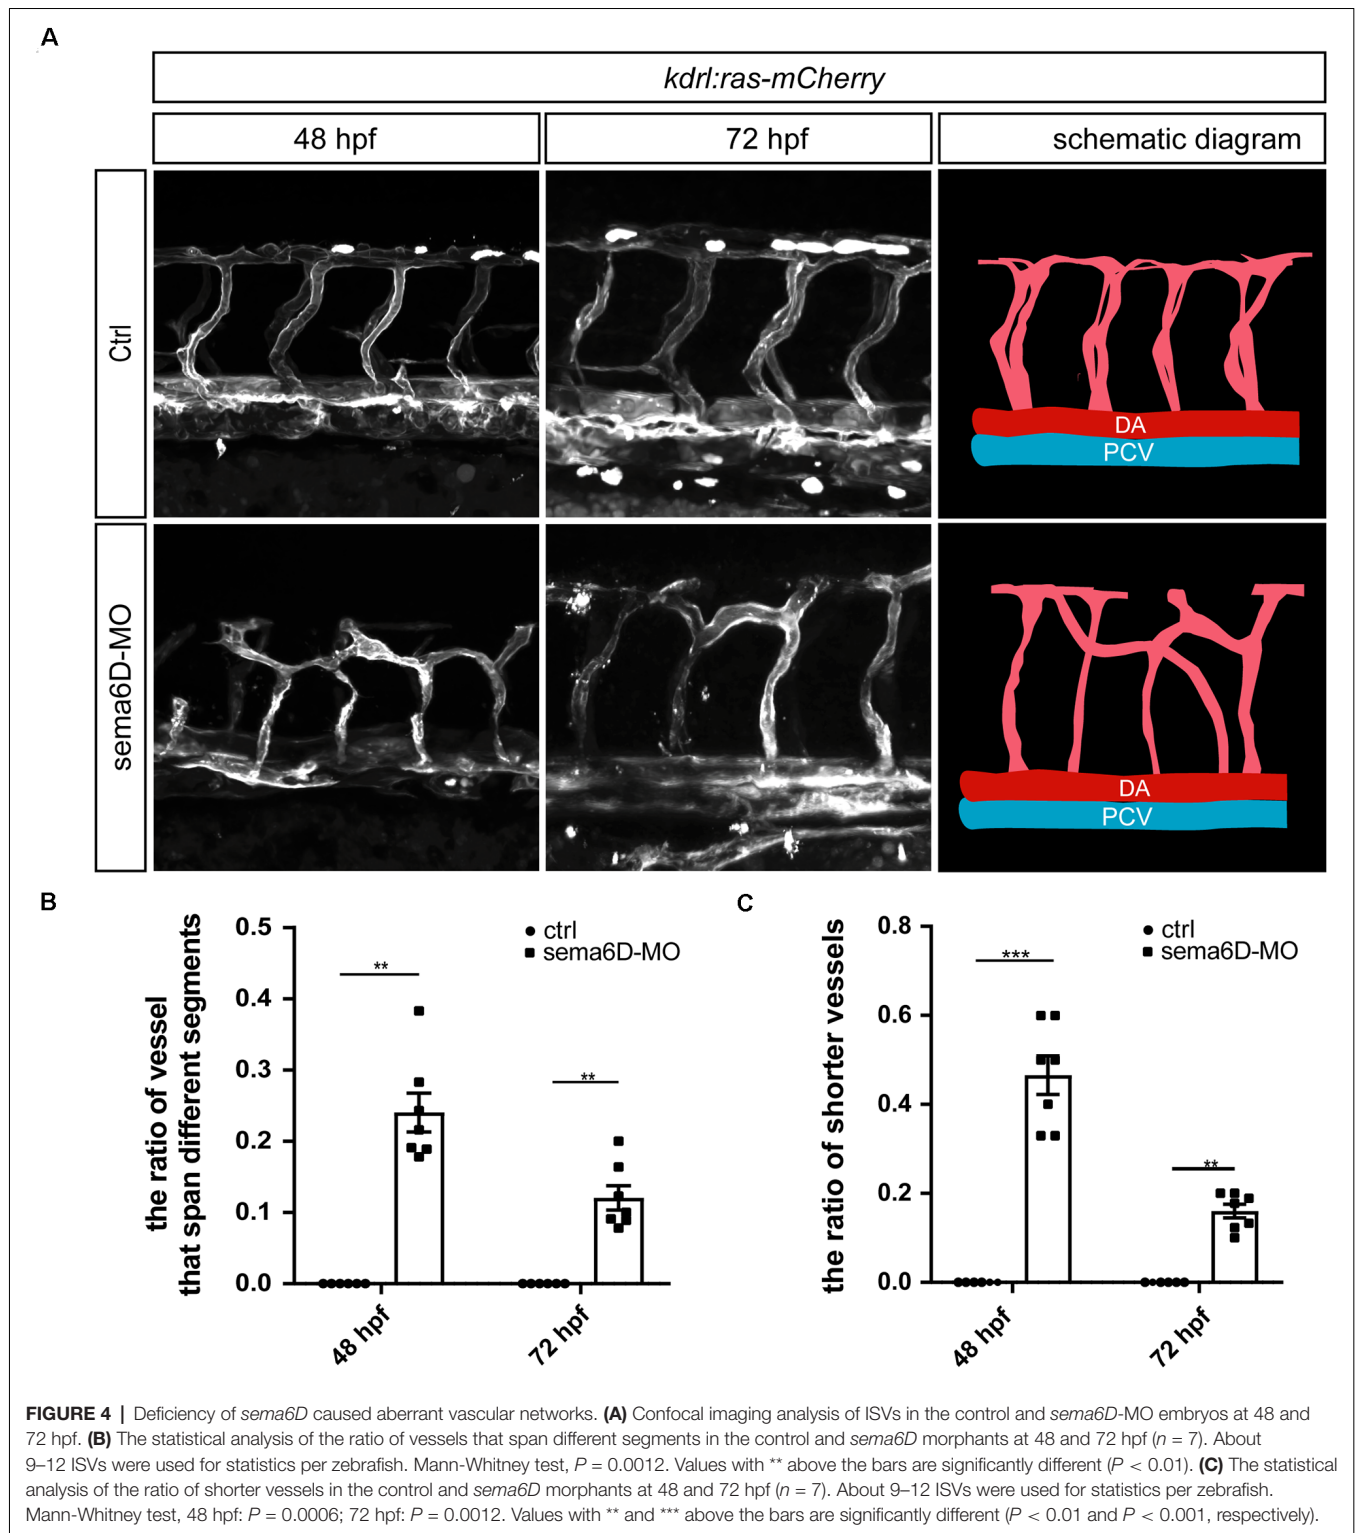 A
kdrl:ras-mCherry
48 hpf
72 hpf
schematic diagram
Ctrl
DA
PCV
sema6D-MO
DA
PCV
B
the ratio of vessel
that span different segments
0.5
0.4
0.3
0.2
0.1
0.0
ctrl
sema6D-MO
**
**
48 hpf
72 hpf
C
the ratio of shorter vessels
0.8
0.6
0.4
0.2
0.0
ctrl
sema6D-MO
***
**
48 hpf
72 hpf
FIGURE 4 | Deficiency of sema6D caused aberrant vascular networks. (A) Confocal imaging analysis of ISVs in the control and sema6D-MO embryos at 48 and
72 hpf. (B) The statistical analysis of the ratio of vessels that span different segments in the control and sema6D morphants at 48 and 72 hpf (n = 7). About
9–12 ISVs were used for statistics per zebrafish. Mann-Whitney test, P = 0.0012. Values with ** above the bars are significantly different (P < 0.01). (C) The statistical
analysis of the ratio of shorter vessels in the control and sema6D morphants at 48 and 72 hpf (n = 7). About 9–12 ISVs were used for statistics per zebrafish.
Mann-Whitney test, 48 hpf: P = 0.0006; 72 hpf: P = 0.0012. Values with ** and *** above the bars are significantly different (P < 0.01 and P < 0.001, respectively).